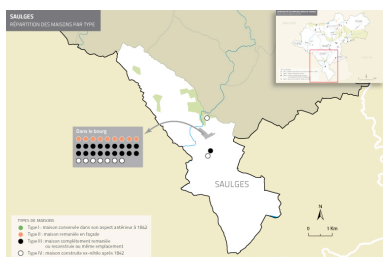 SAULGES
RÉPARTITION DES MAISONS PAR TYPE
Dans le bourg
SAULGES
N
0 1 Km
TYPES DE MAISONS
Type I : maison conservée dans son aspect antérieur à 1842
Type II : maison remaniée en façade
Type III : maison complètement remaniée
ou reconstruite au même emplacement
Type IV : maison construite ex-nihilo après 1842